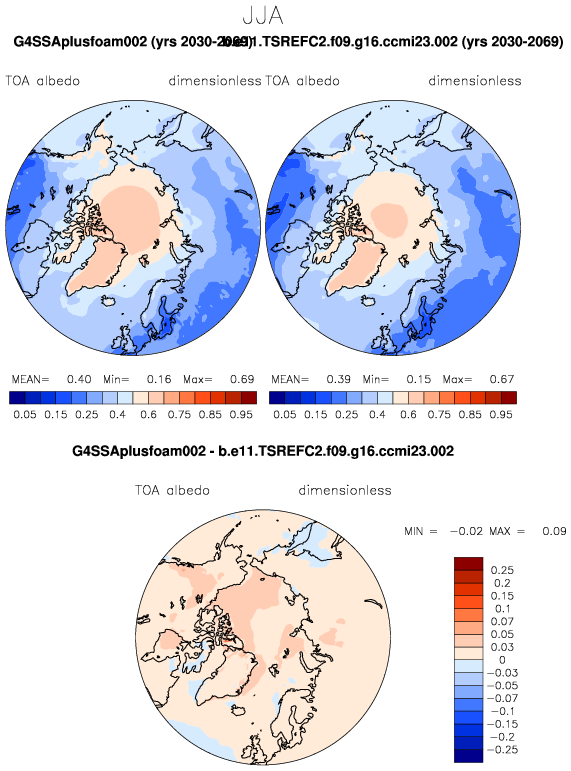 JJA
G4SSAplusfoam002 (yrs 2030-2069) b.e11.TSREFC2.f09.g16.ccmi23.002 (yrs 2030-2069)
TOA albedo dimensionless TOA albedo dimensionless
MEAN= 0.40 Min= 0.16 Max= 0.69 MEAN= 0.39 Min= 0.15 Max= 0.67
0.05 0.15 0.25 0.4 0.6 0.75 0.85 0.95 0.05 0.15 0.25 0.4 0.6 0.75 0.85 0.95
G4SSAplusfoam002 - b.e11.TSREFC2.f09.g16.ccmi23.002
TOA albedo dimensionless
MIN = -0.02 MAX = 0.09
0.25
0.2
0.15
0.1
0.07
0.05
0.03
0
-0.03
-0.05
-0.07
-0.1
-0.15
-0.2
-0.25